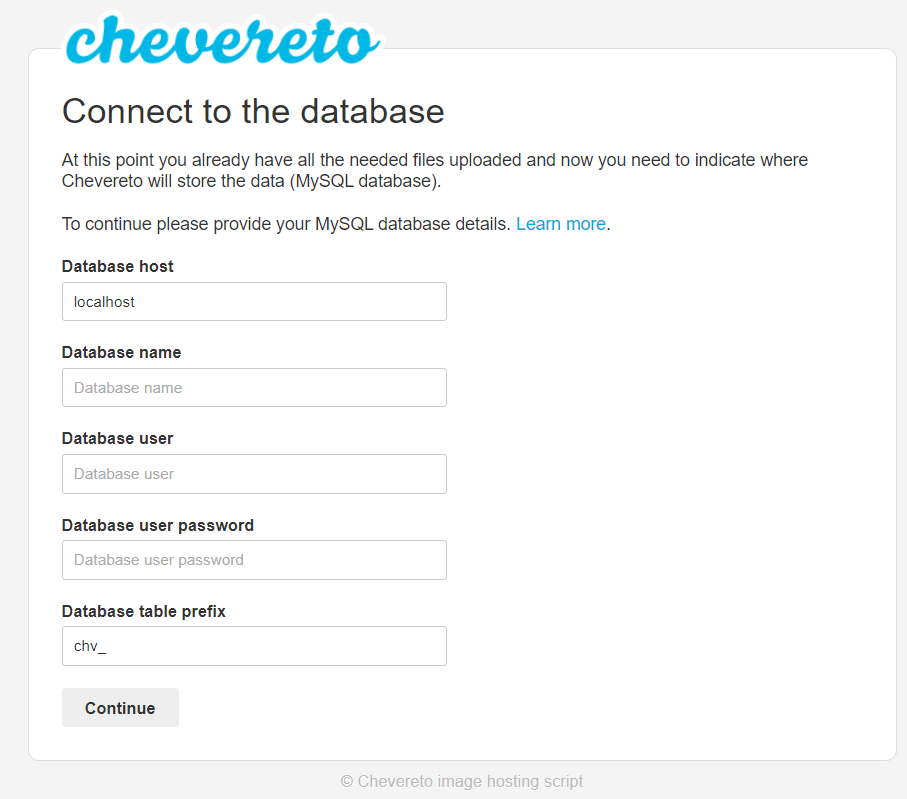 chevereto
Connect to the database
At this point you already have all the needed files uploaded and now you need to indicate where
Chevereto will store the data (MySQL database).
To continue please provide your MySQL database details. Learn more.
Database host
localhost
Database name
Database name
Database user
Database user
Database user password
Database user password
Database table prefix
chv_
Continue
© Chevereto image hosting script